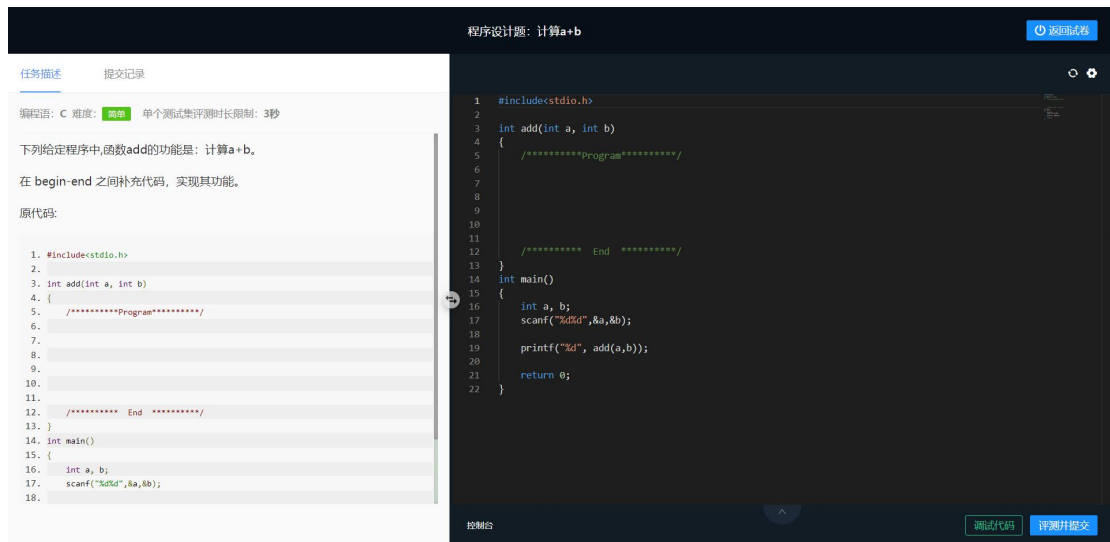 程序设计题：计算a+b
返回试卷
任务描述 提交记录
编程语：C 难度： 简单 单个测试集评测时长限制：3秒
下列给定程序中,函数add的功能是：计算a+b。
在 begin-end 之间补充代码，实现其功能。
原代码:
1. #include<stdio.h>
2.
3. int add(int a, int b)
4. {
5. /**********Program**********/
6.
7.
8.
9.
10.
11.
12. /********** End **********/
13. }
14. int main()
15. {
16. int a, b;
17. scanf("%d%d",&a,&b);
18.
1 #include<stdio.h>
2
3 int add(int a, int b)
4 {
5 /**********Program**********/
6
7
8
9
10
11
12 /********** End **********/
13 }
14 int main()
15 {
16 int a, b;
17 scanf("%d%d",&a,&b);
18
19 printf("%d", add(a,b));
20
21 return 0;
22 }
控制台
调试代码 评测并提交